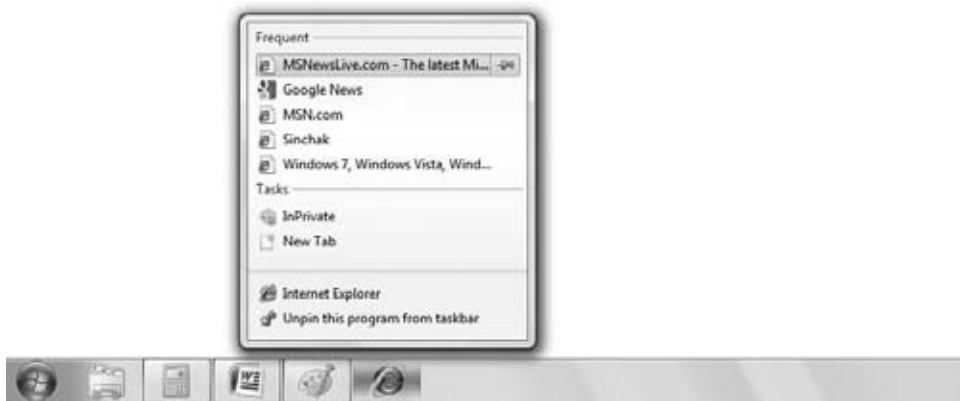 Frequent
MSNewsLive.com - The latest Mi...
Google News
MSN.com
Sinchak
Windows 7, Windows Vista, Wind...
Tasks
InPrivate
New Tab
Internet Explorer
Unpin this program from taskbar